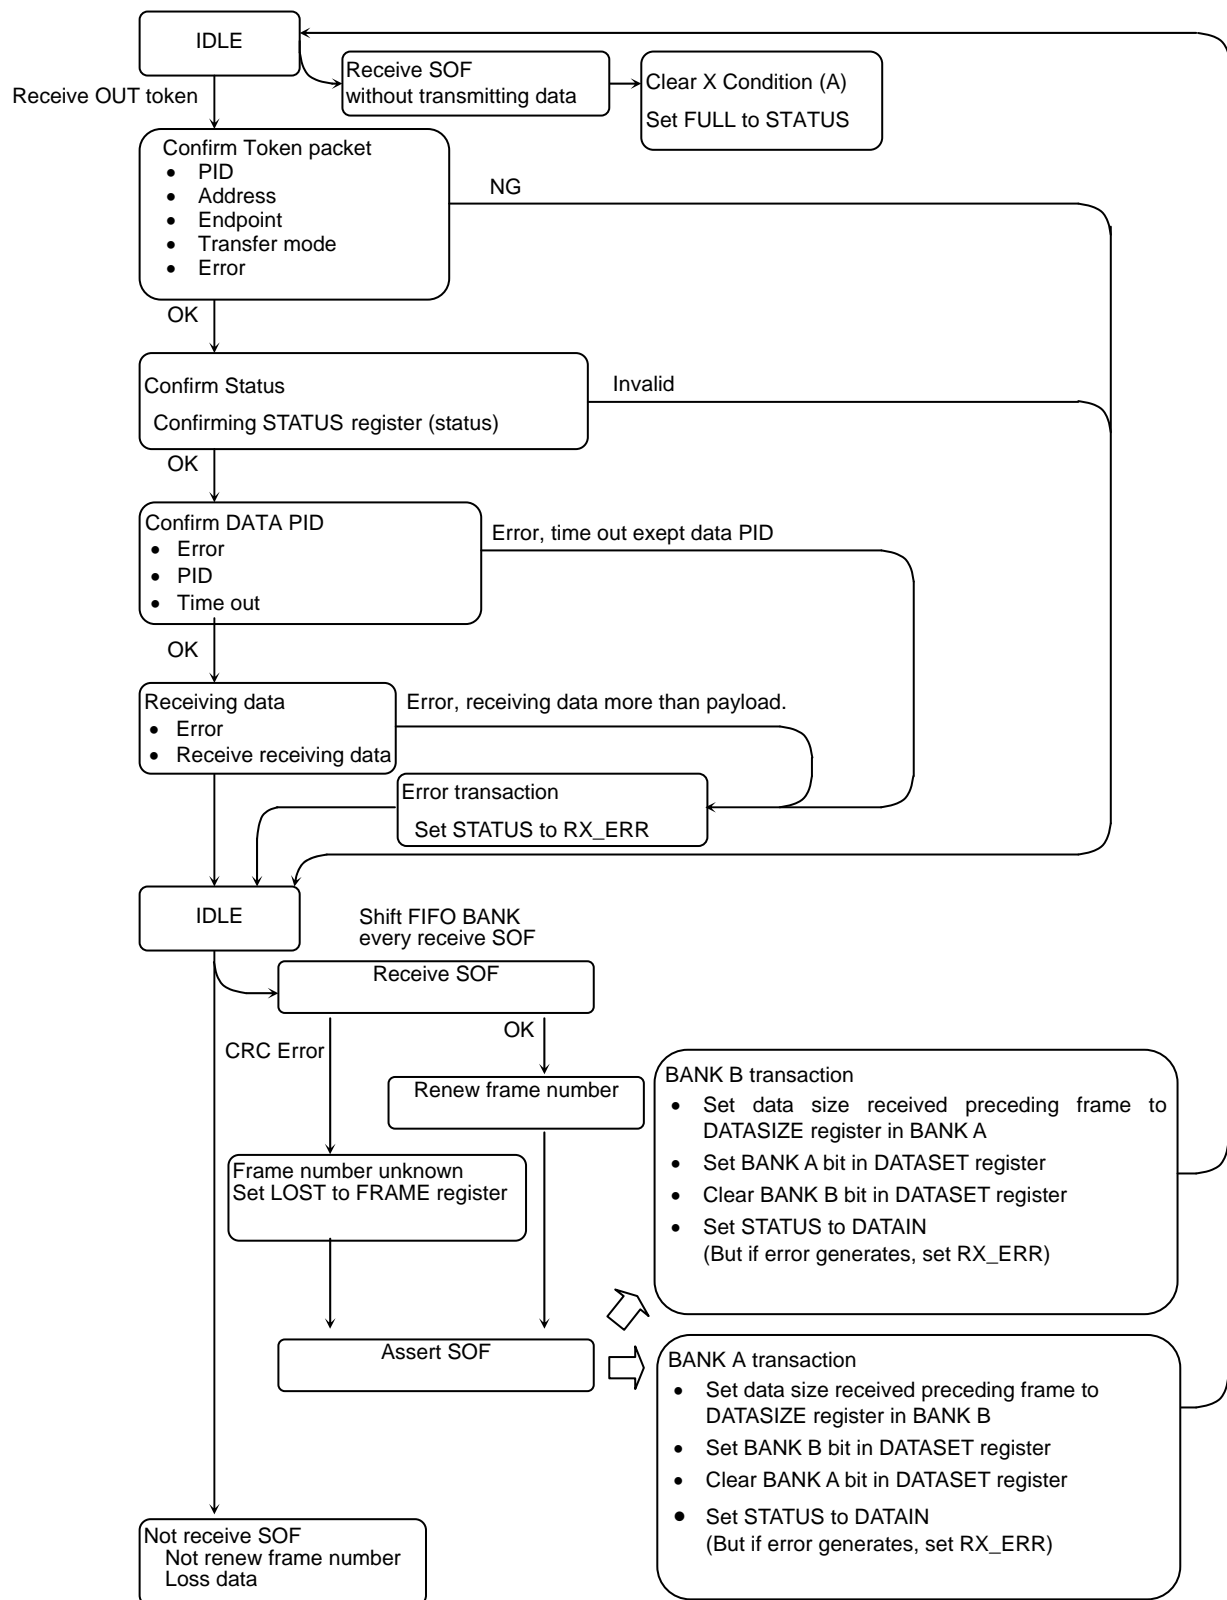 IDLE
Receive SOF
without transmitting data
Clear X Condition (A)
Set FULL to STATUS
Receive OUT token
Confirm Token packet
• PID
• Address
• Endpoint
• Transfer mode
• Error
NG
OK
Confirm Status
Confirming STATUS register (status)
Invalid
OK
Confirm DATA PID
• Error
• PID
• Time out
Error, time out exept data PID
OK
Receiving data
• Error
• Receive receiving data
Error, receiving data more than payload.
Error transaction
Set STATUS to RX_ERR
IDLE
Shift FIFO BANK
every receive SOF
Receive SOF
CRC Error
OK
Renew frame number
Frame number unknown
Set LOST to FRAME register
Assert SOF
BANK B transaction
• Set data size received preceding frame to
DATASIZE register in BANK A
• Set BANK A bit in DATASET register
• Clear BANK B bit in DATASET register
• Set STATUS to DATAIN
(But if error generates, set RX_ERR)
BANK A transaction
• Set data size received preceding frame to
DATASIZE register in BANK B
• Set BANK B bit in DATASET register
• Clear BANK A bit in DATASET register
• Set STATUS to DATAIN
(But if error generates, set RX_ERR)
Not receive SOF
Not renew frame number
Loss data